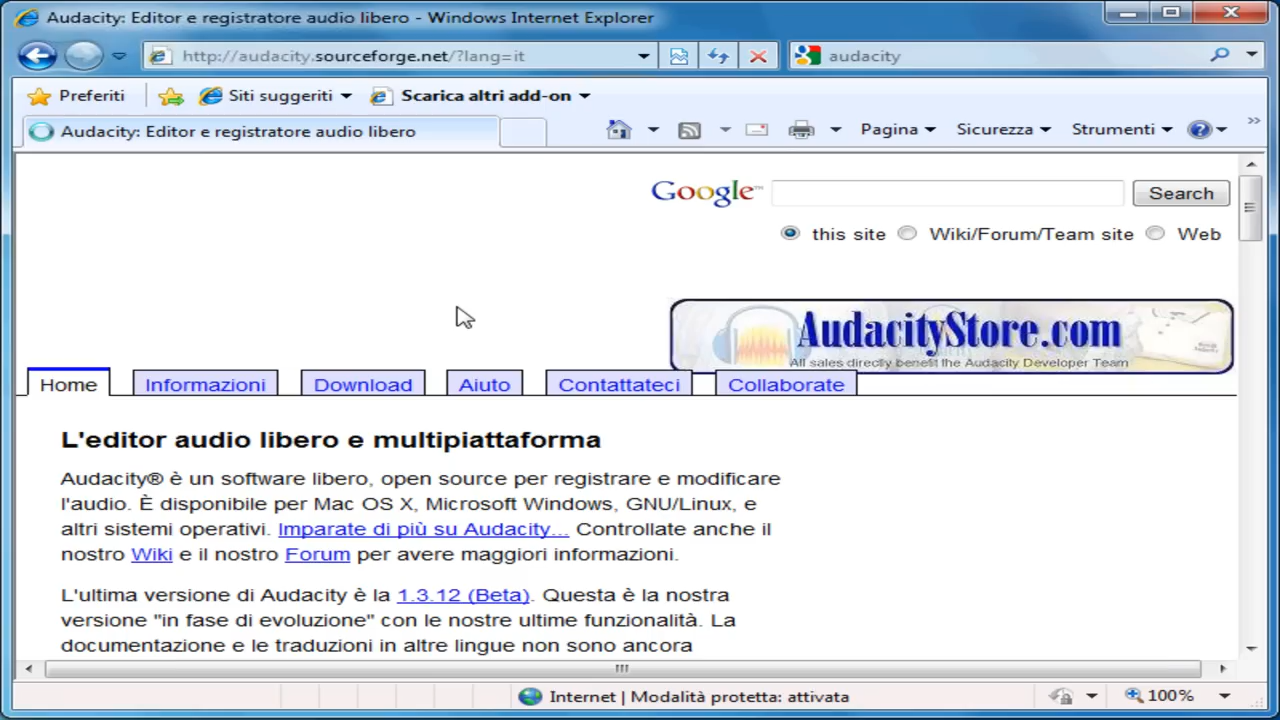 Audacity: Editor e registratore audio libero - Windows Internet Explorer
http://audacity.sourceforge.net/?lang=it
audacity
Preferiti
Siti suggeriti
Scarica altri add-on
Audacity: Editor e registratore audio libero
Pagina
Sicurezza
Strumenti
Google™
Search
this site
Wiki/Forum/Team site
Web
AudacityStore.com
All sales directly benefit the Audacity Developer Team
Home
Informazioni
Download
Aiuto
Contattateci
Collaborate
L'editor audio libero e multipiattaforma
Audacity® è un software libero, open source per registrare e modificare
l'audio. È disponibile per Mac OS X, Microsoft Windows, GNU/Linux, e
altri sistemi operativi. Imparate di più su Audacity... Controllate anche il
nostro Wiki e il nostro Forum per avere maggiori informazioni.
L'ultima versione di Audacity è la 1.3.12 (Beta). Questa è la nostra
versione "in fase di evoluzione" con le nostre ultime funzionalità. La
documentazione e le traduzioni in altre lingue non sono ancora
Internet | Modalità protetta: attivata
100%